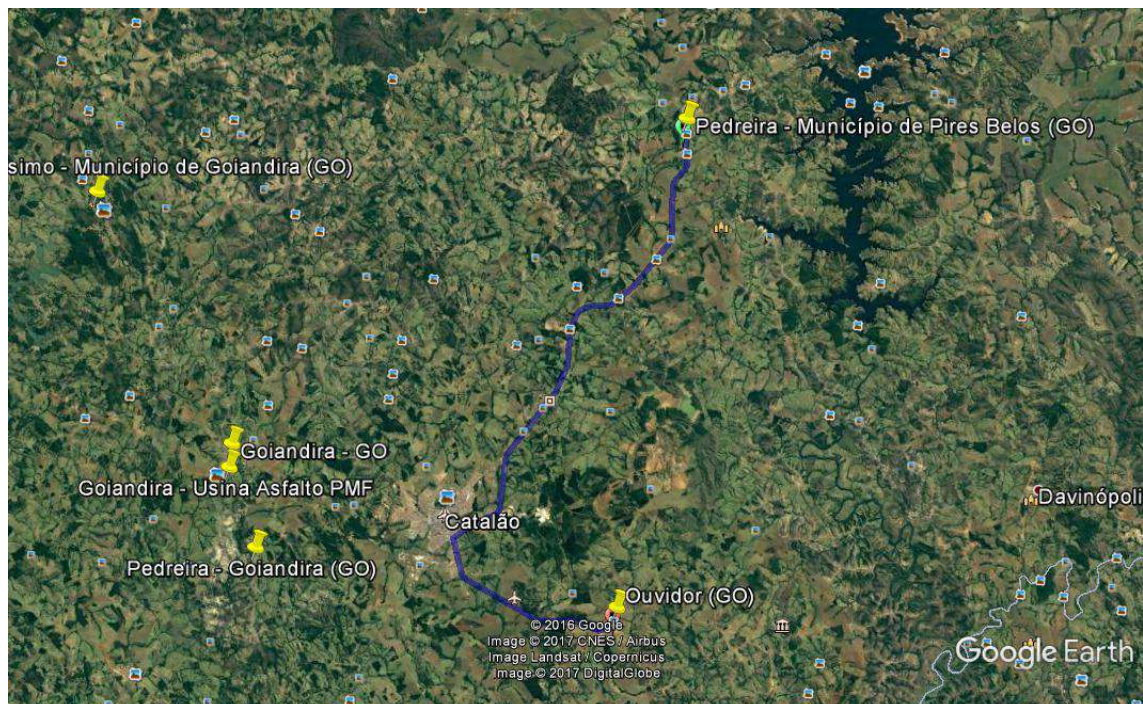 Pedreira - Município de Pires Belos (GO)
simo - Município de Goiandira (GO)
Goiandira - GO
Goiandira - Usina Asfalto PMF
Davinópoli
Catalão
Pedreira - Goiandira (GO)
Ouvidor (GO)
© 2016 Google
Image © 2017 CNES / Airbus
Image Landsat / Copernicus
Image © 2017 DigitalGlobe
Google Earth